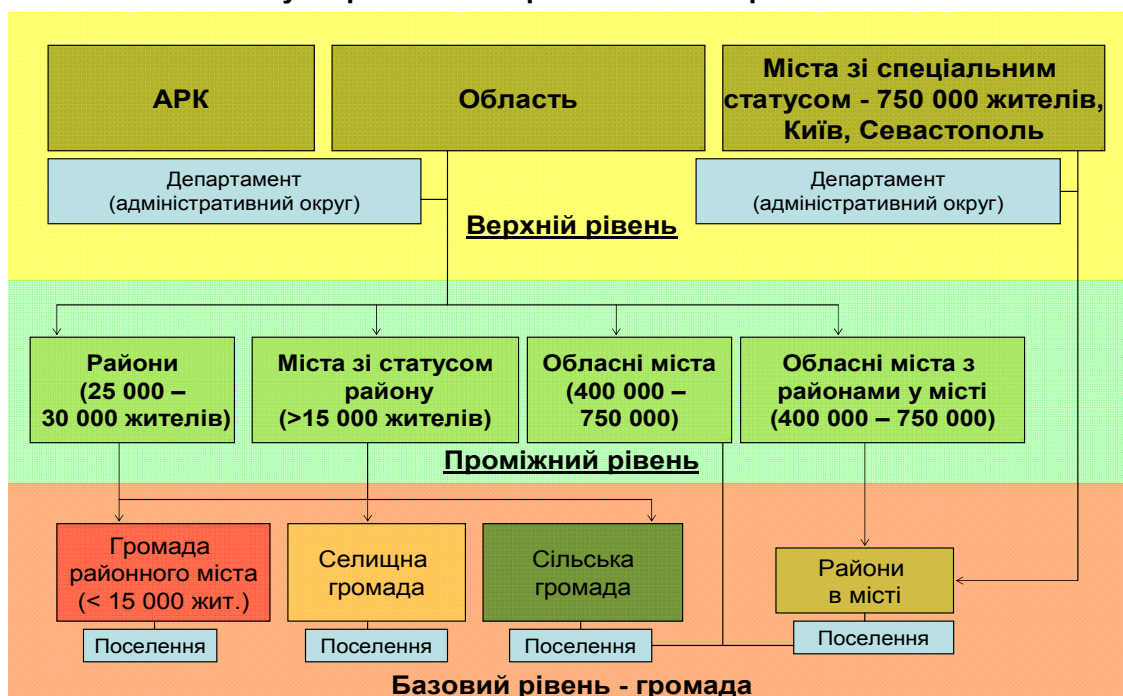 АРК
Область
Міста зі спеціальним
статусом - 750 000 жителів,
Київ, Севастополь
Департамент
(адміністративний округ)
Департамент
(адміністративний округ)
Верхній рівень
Райони
(25 000 –
30 000 жителів)
Міста зі статусом
району
(>15 000 жителів)
Обласні міста
(400 000 –
750 000)
Обласні міста з
районами у місті
(400 000 – 750 000)
Проміжний рівень
Громада
районного міста
(< 15 000 жит.)
Селищна
громада
Сільська
громада
Райони
в місті
Поселення
Поселення
Поселення
Поселення
Базовий рівень - громада